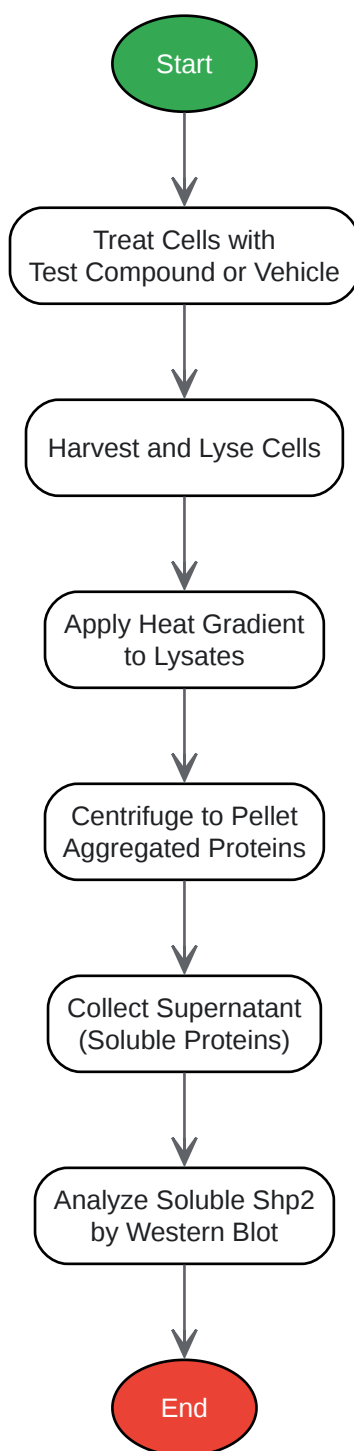 Start
Treat Cells with
Test Compound or Vehicle
Harvest and Lyse Cells
Apply Heat Gradient
to Lysates
Centrifuge to Pellet
Aggregated Proteins
Collect Supernatant
(Soluble Proteins)
Analyze Soluble Shp2
by Western Blot
End